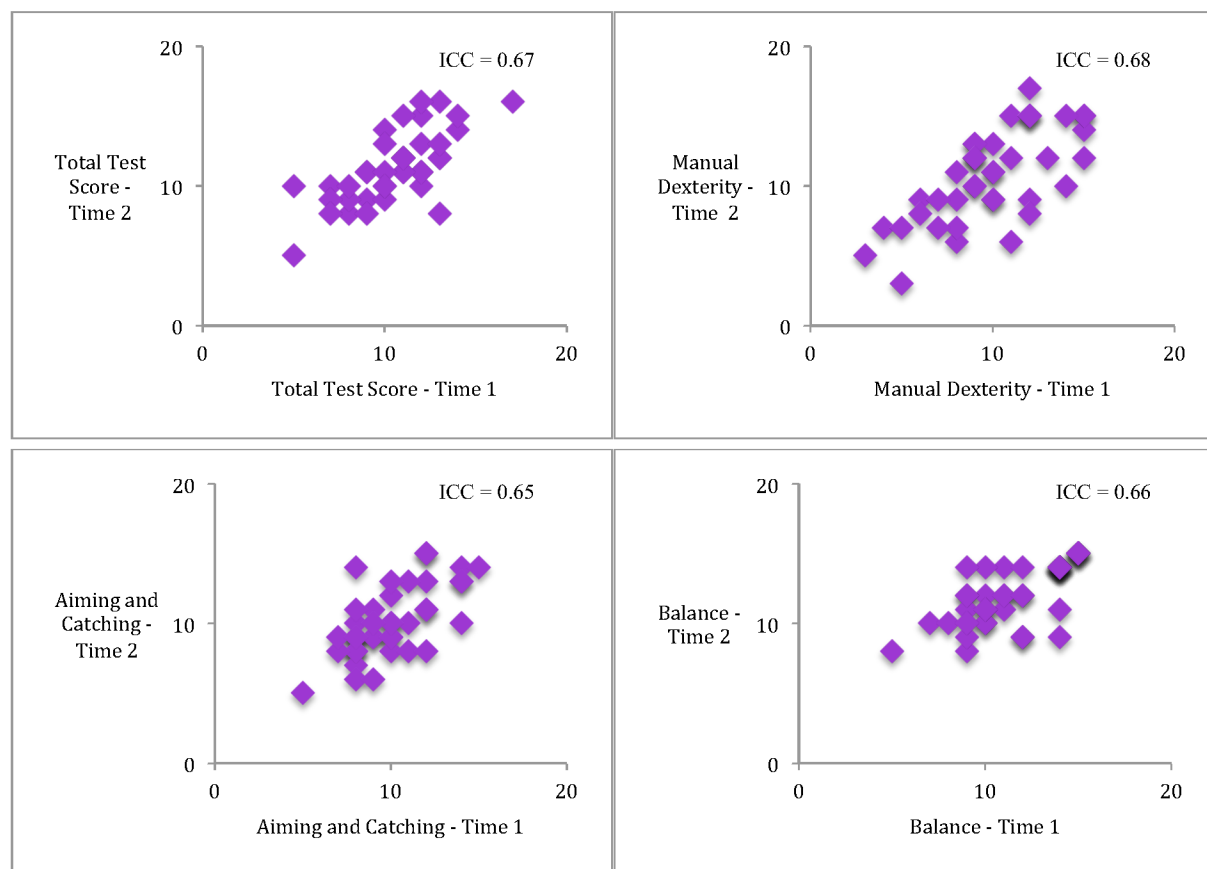 20
ICC = 0.67
Total Test
Score -
Time 2
10
0
0
10
20
Total Test Score - Time 1
20
ICC = 0.68
Manual
Dexterity -
Time 2
10
0
0
10
20
Manual Dexterity - Time 1
20
ICC = 0.65
Aiming and
Catching -
Time 2
10
0
0
10
20
Aiming and Catching - Time 1
20
ICC = 0.66
Balance -
Time 2
10
0
0
10
20
Balance - Time 1